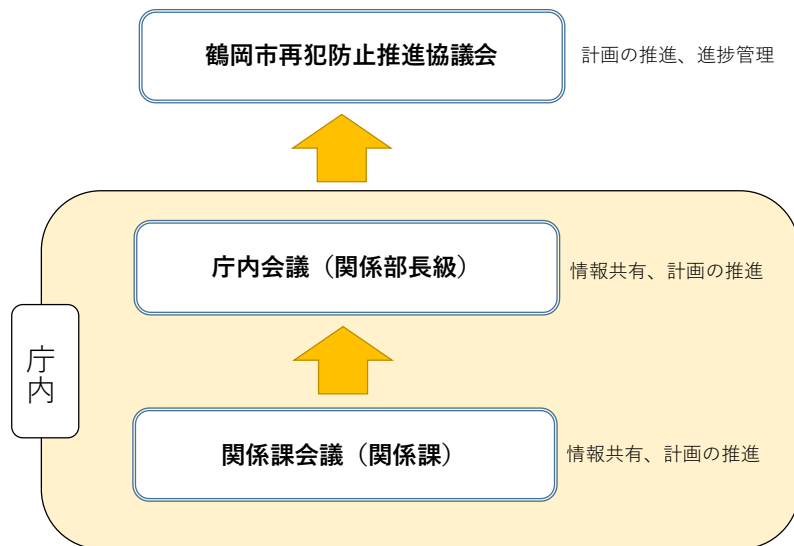 鶴岡市再犯防止推進協議会
計画の推進、進捗管理
庁内会議（関係部長級）
情報共有、計画の推進
庁内
関係課会議（関係課）
情報共有、計画の推進